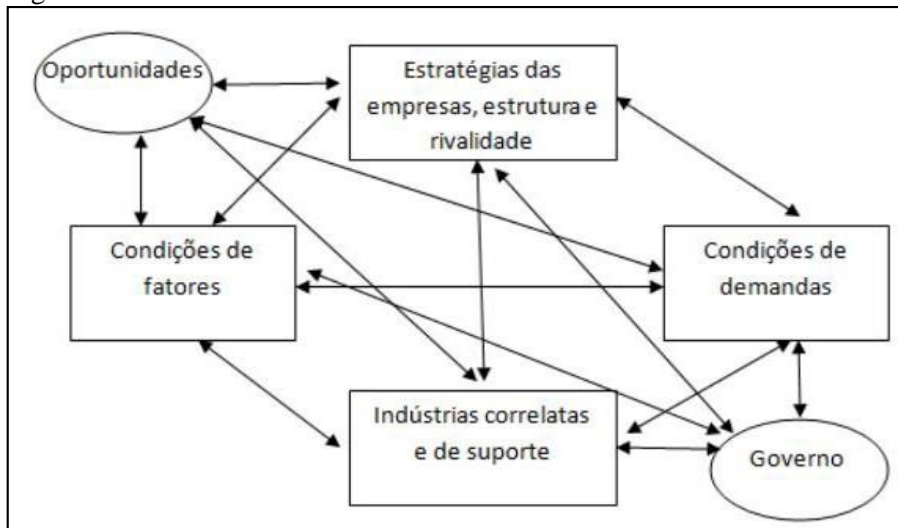 Oportunidades
Estratégias das
empresas, estrutura e
rivalidade
Condições de
fatores
Condições de
demandas
Indústrias correlatas
e de suporte
Governo